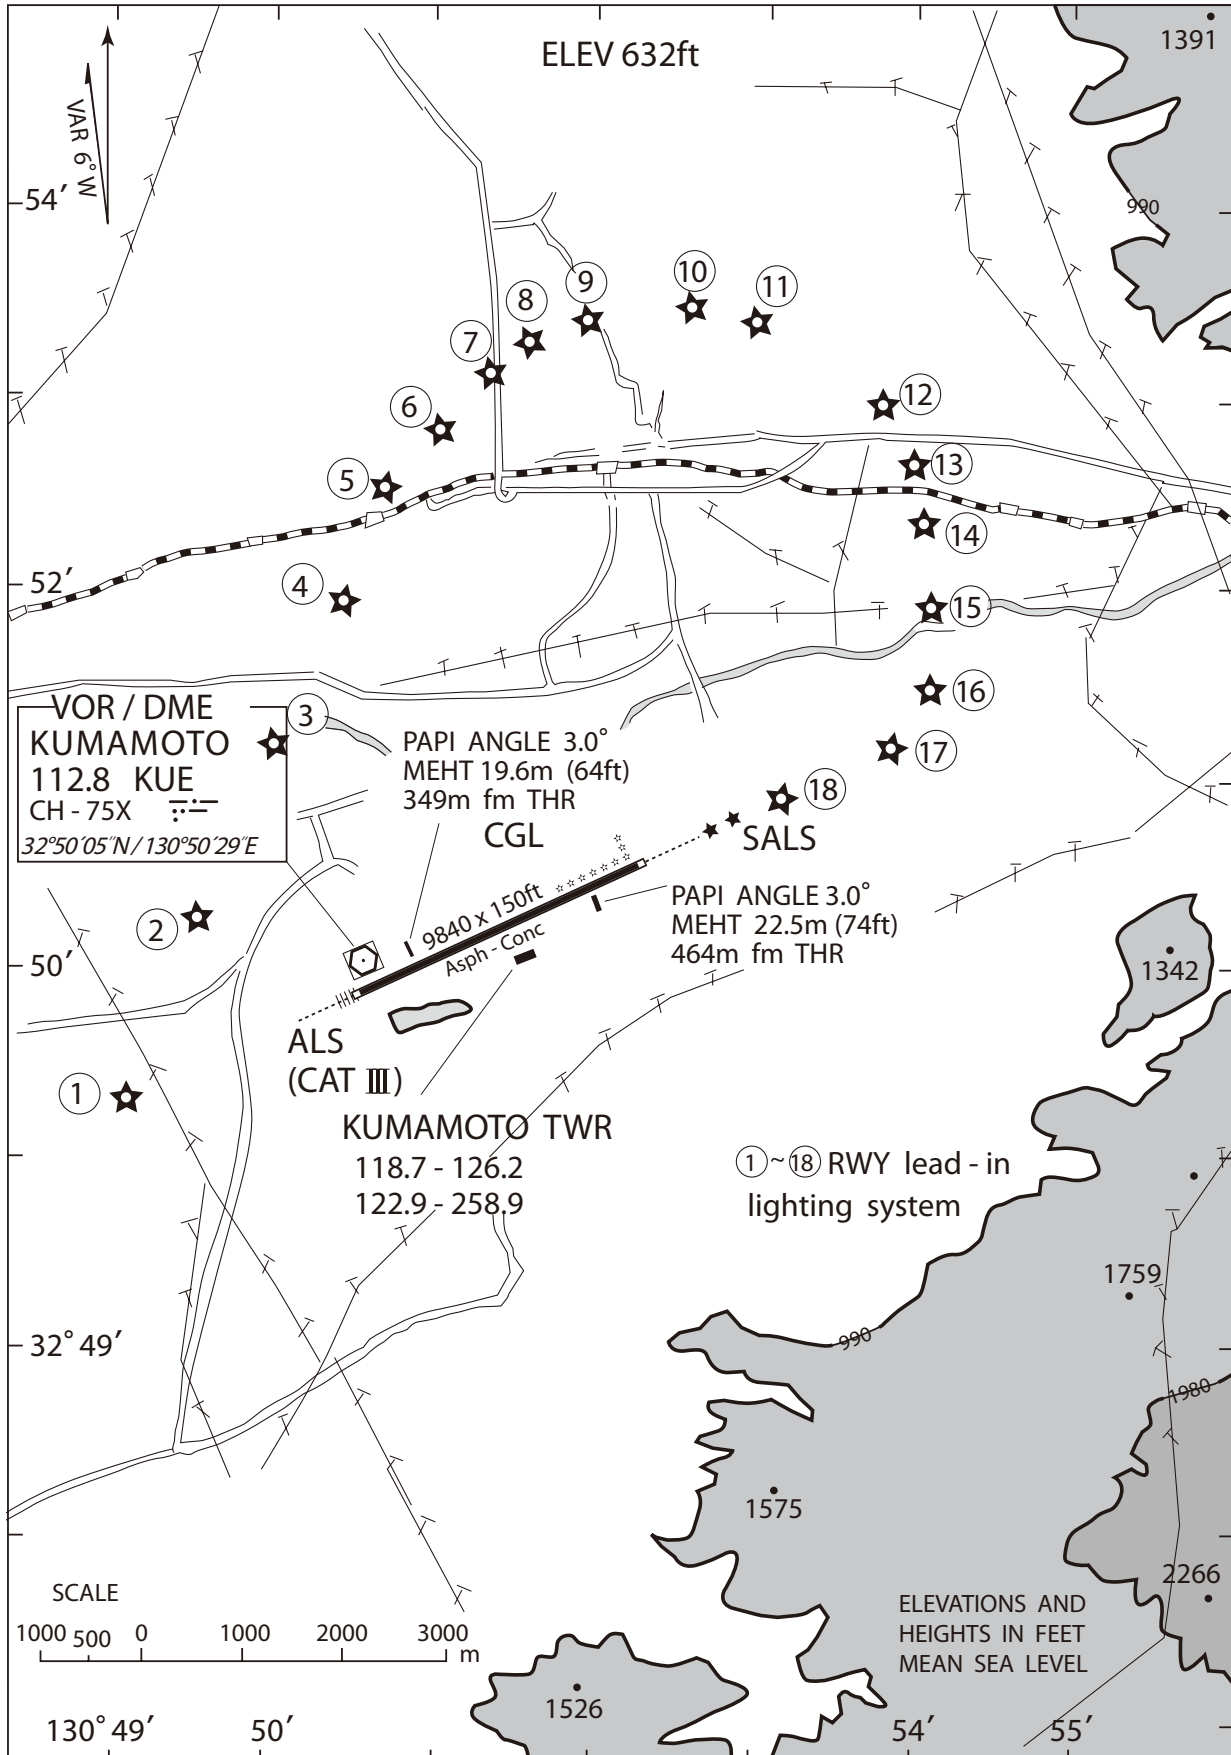 ELEV 632ft
1391
VAR 6° W
54′
990
10
11
9
8
7
12
6
13
5
14
52′
4
15
16
VOR / DME
KUMAMOTO
112.8 KUE
CH - 75X
32°50′05″N / 130°50′29″E
3
PAPI ANGLE 3.0°
MEHT 19.6m (64ft)
349m fm THR
17
18
CGL
SALS
PAPI ANGLE 3.0°
MEHT 22.5m (74ft)
464m fm THR
9840 x 150ft
Asph - Conc
2
50′
1342
ALS
(CAT III)
1
KUMAMOTO TWR
118.7 - 126.2
122.9 - 258.9
1 ~ 18 RWY lead - in
lighting system
1759
32° 49′
990
1980
1575
2266
SCALE
1000 500 0 1000 2000 3000
m
ELEVATIONS AND
HEIGHTS IN FEET
MEAN SEA LEVEL
1526
130° 49′ 50′ 54′ 55′